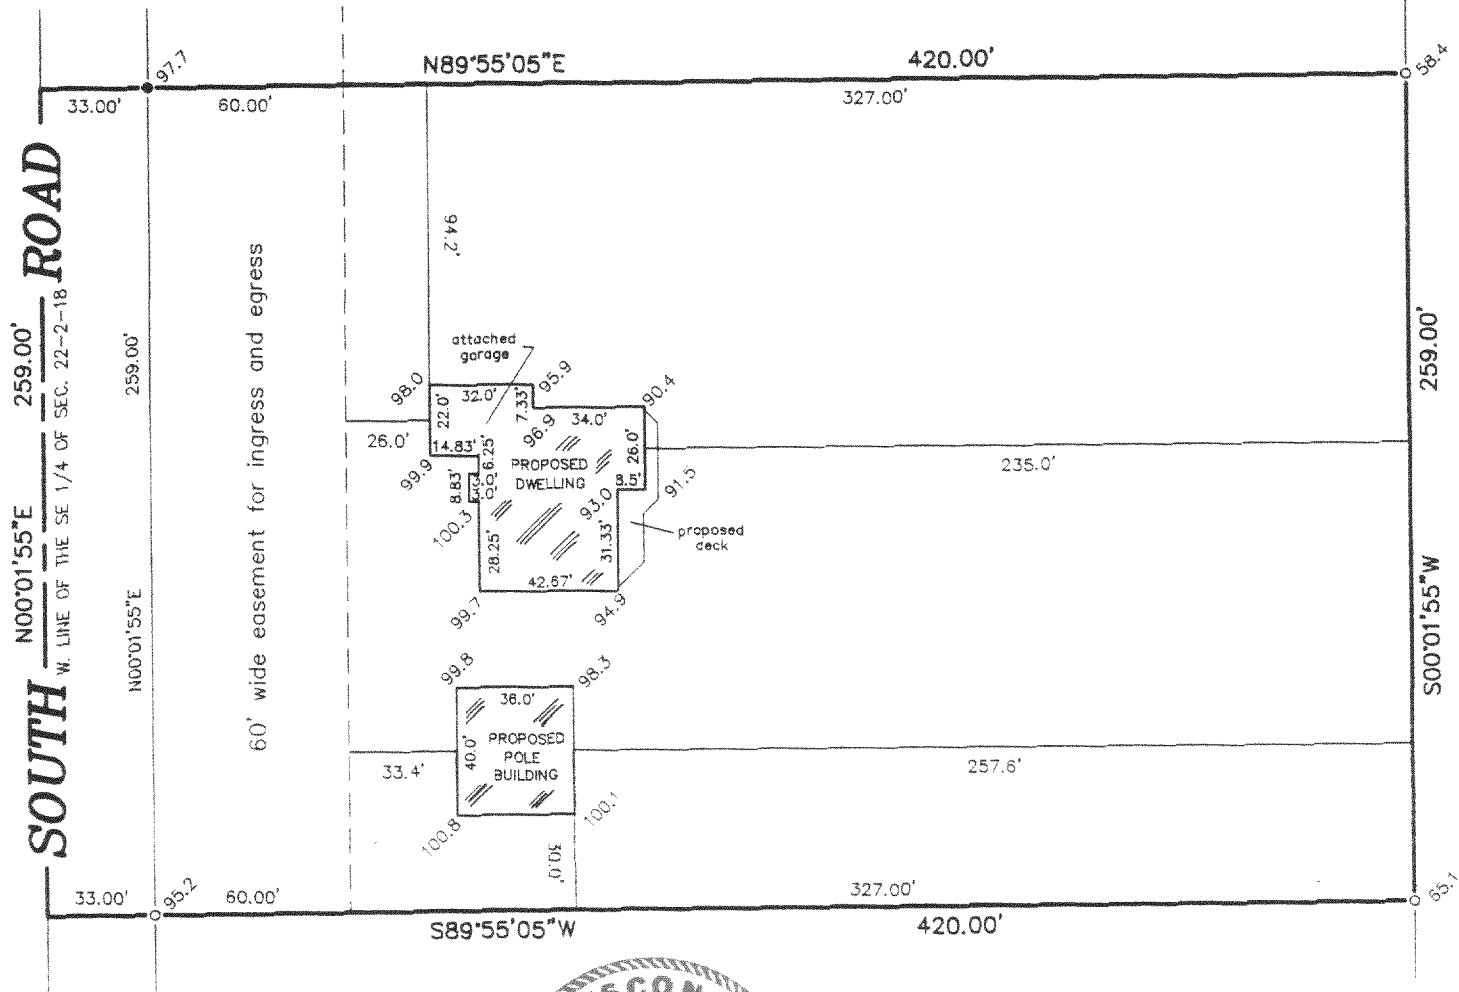 N89°55'05"E
420.00'
97.7
58.4
33.00'
60.00'
327.00'
SOUTH ROAD
N00°01'55"E 259.00'
W. LINE OF THE SE 1/4 OF SEC. 22-2-18
259.00'
N00°01'55"E
60' wide easement for ingress and egress
94.2'
attached
garage
98.0
32.0'
95.9
90.4
22.0'
7.33'
34.0'
96.9
26.0'
26.0'
14.83'
6.25'
99.9
PROPOSED
DWELLING
235.0'
8.83'
3.0'
3.0'
8.5'
91.5
93.0
100.3
proposed
deck
28.25'
31.33'
42.67'
99.7
94.9
99.8
98.3
36.0'
40.0'
PROPOSED
POLE
BUILDING
33.4'
257.6'
100.8
100.1
30.0'
259.00'
S00°01'55"W
33.00'
95.2
60.00'
327.00'
65.1
S89°55'05"W
420.00'
SCON